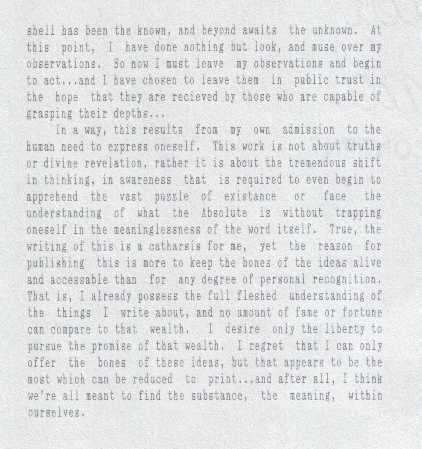 shell has been the known, and beyond awaits the unknown. At
this point, I have done nothing but look, and muse over my
observations. So now I must leave my observations and begin
to act...and I have chosen to leave them in public trust in
the hope that they are recieved by those who are capable of
grasping their depths...
In a way, this results from my own admission to the
human need to express oneself. This work is not about truths
or divine revelation, rather it is about the tremendous shift
in thinking, in awareness that is required to even begin to
apprehend the vast puzzle of existance or face the
understanding of what the Absolute is without trapping
oneself in the meaninglessness of the word itself. True, the
writing of this is a catharsis for me, yet the reason for
publishing this is more to keep the bones of the ideas alive
and accessable than for any degree of personal recognition.
That is, I already possess the full fleshed understanding of
the things I write about, and no amount of fame or fortune
can compare to that wealth. I desire only the liberty to
pursue the promise of that wealth. I regret that I can only
offer the bones of these ideas, but that appears to be the
most which can be reduced to print...and after all, I think
we're all meant to find the substance, the meaning, within
ourselves.